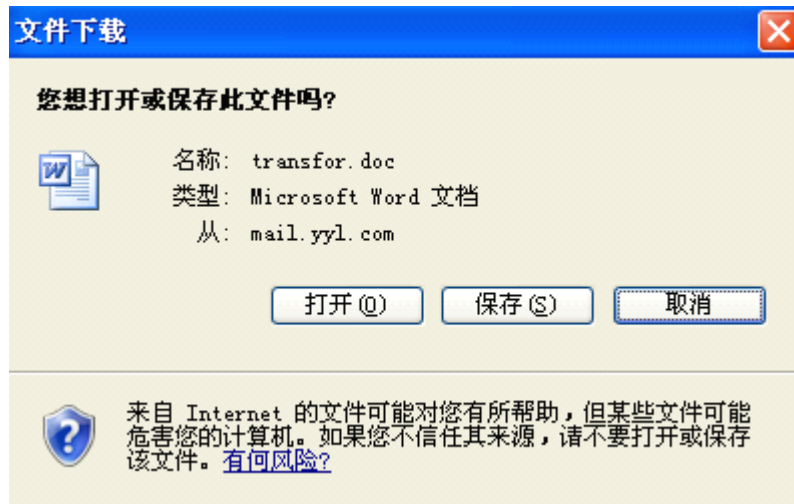 文件下载
您想打开或保存此文件吗?
名称: transfor.doc
类型: Microsoft Word 文档
从: mail.yyl.com
打开(O) 保存(S) 取消
来自 Internet 的文件可能对您有所帮助，但某些文件可能
危害您的计算机。如果您不信任其来源，请不要打开或保存
该文件。有何风险?